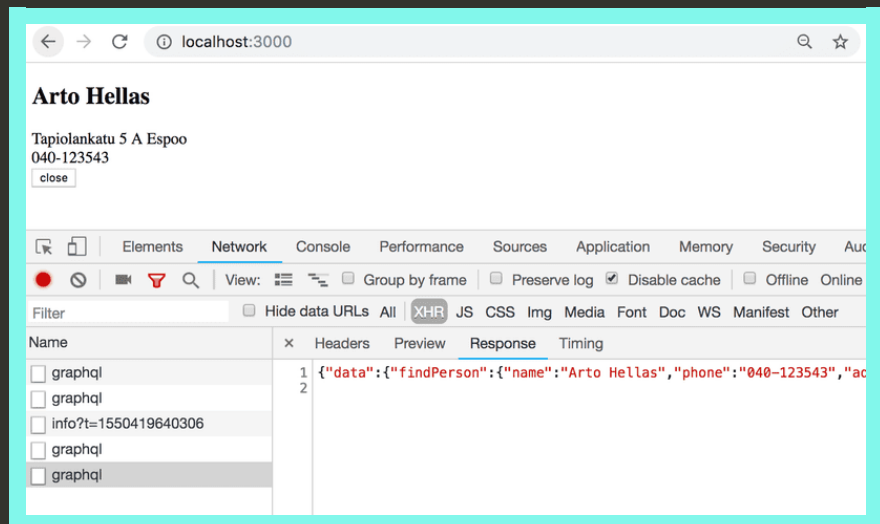 localhost:3000
Arto Hellas
Tapiolankatu 5 A Espoo
040-123543
close
Elements Network Console Performance Sources Application Memory Security Auc
View: Group by frame Preserve log Disable cache Offline Online
Filter Hide data URLs All XHR JS CSS Img Media Font Doc WS Manifest Other
Name × Headers Preview Response Timing
graphql
graphql
info?t=1550419640306
graphql
graphql
1 {"data":{"findPerson":{"name":"Arto Hellas","phone":"040-123543","ad
2